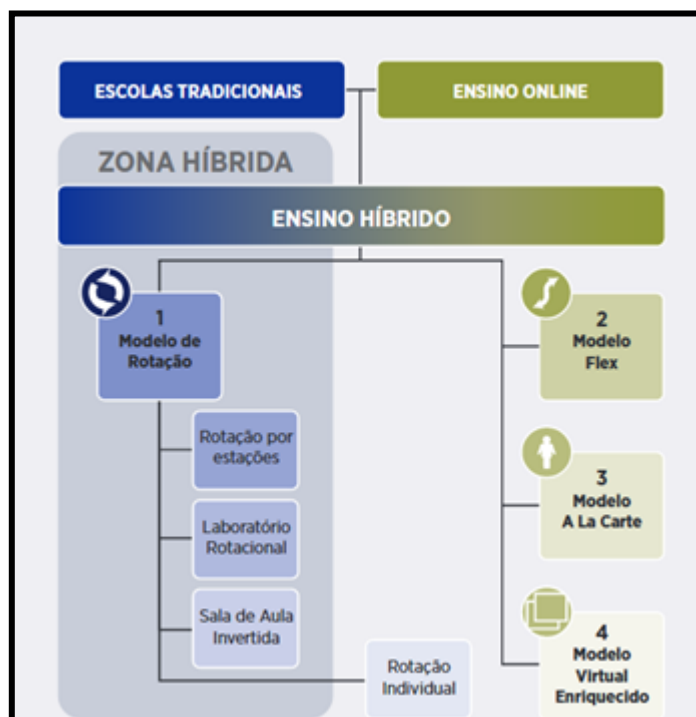 ESCOLAS TRADICIONAIS
ENSINO ONLINE
ZONA HÍBRIDA
ENSINO HÍBRIDO
1
Modelo de
Rotação
Rotação por
estações
Laboratório
Rotacional
Sala de Aula
Invertida
Rotação
Individual
2
Modelo
Flex
3
Modelo
A La Carte
4
Modelo
Virtual
Enriquecido